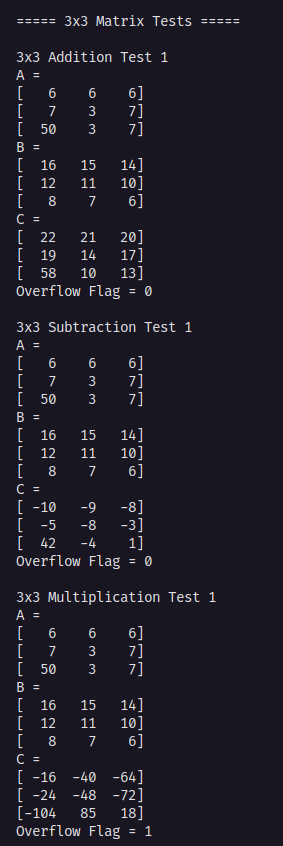 ===== 3x3 Matrix Tests =====

3x3 Addition Test 1
A =
[   6    6    6]
[   7    3    7]
[  50    3    7]
B =
[  16   15   14]
[  12   11   10]
[   8    7    6]
C =
[  22   21   20]
[  19   14   17]
[  58   10   13]
Overflow Flag = 0

3x3 Subtraction Test 1
A =
[   6    6    6]
[   7    3    7]
[  50    3    7]
B =
[  16   15   14]
[  12   11   10]
[   8    7    6]
C =
[ -10   -9   -8]
[  -5   -8   -3]
[  42   -4    1]
Overflow Flag = 0

3x3 Multiplication Test 1
A =
[   6    6    6]
[   7    3    7]
[  50    3    7]
B =
[  16   15   14]
[  12   11   10]
[   8    7    6]
C =
[ -16  -40  -64]
[ -24  -48  -72]
[-104   85   18]
Overflow Flag = 1